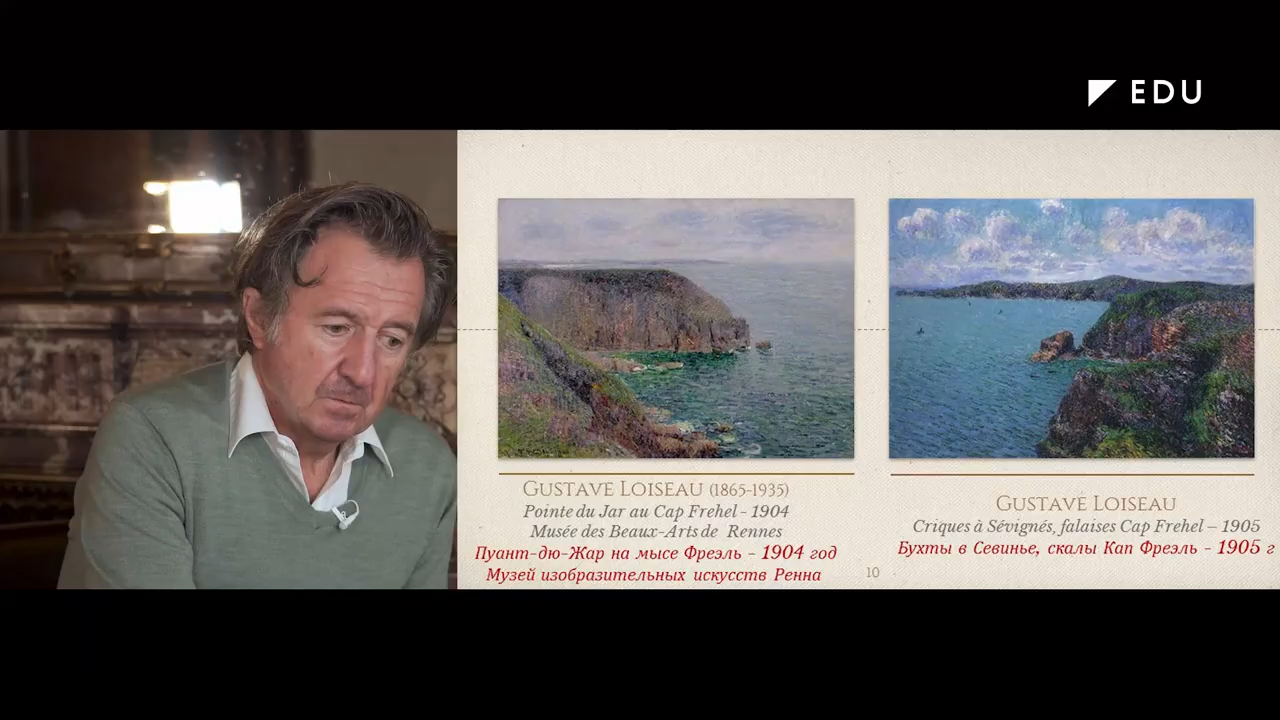 EDU
GUSTAVE LOISEAU (1865-1935)
Pointe du Jar au Cap Frehel - 1904
Musée des Beaux-Arts de Rennes
Пуант-дю-Жар на мысе Фреэль - 1904 год
Музей изобразительных искусств Ренна
GUSTAVE LOISEAU
Criques à Sévignés, falaises Cap Frehel – 1905
Бухты в Севинье, скалы Кап Фреэль - 1905 г
10